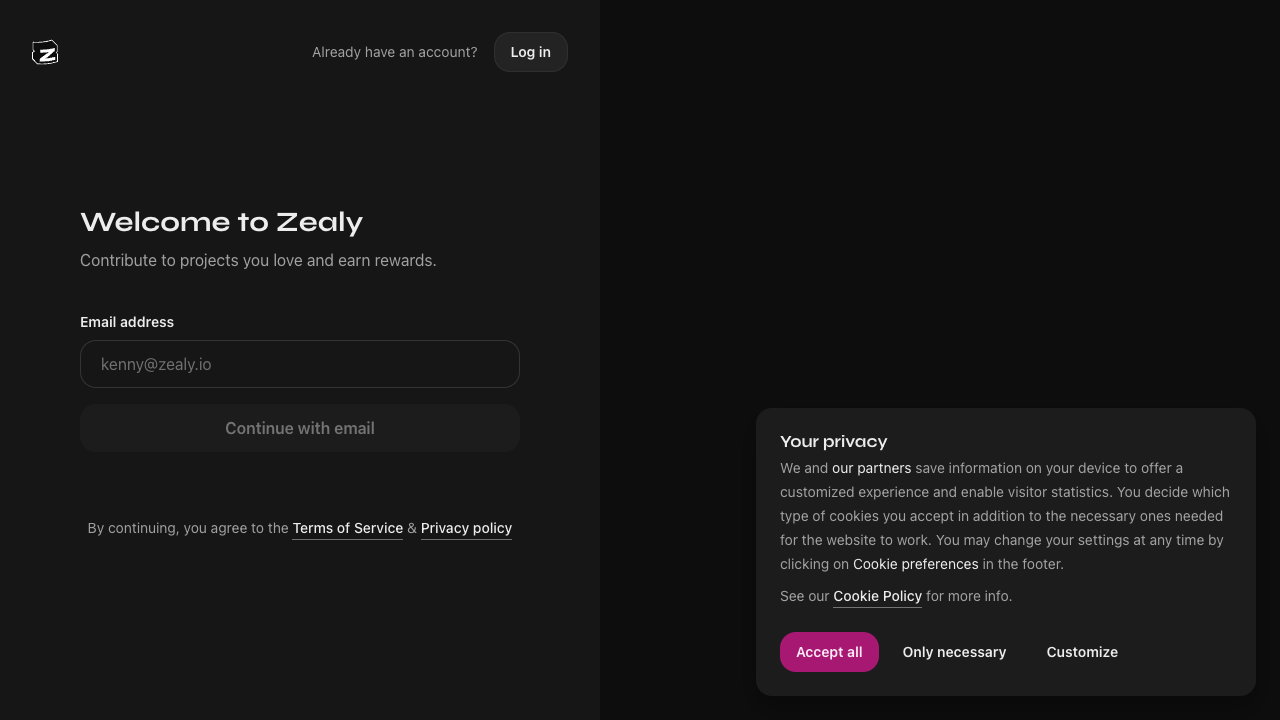 Z
Already have an account?
Log in
Welcome to Zealy
Contribute to projects you love and earn rewards.
Email address
kenny@zealy.io
Continue with email
By continuing, you agree to the Terms of Service & Privacy policy
Your privacy
We and our partners save information on your device to offer a
customized experience and enable visitor statistics. You decide which
type of cookies you accept in addition to the necessary ones needed
for the website to work. You may change your settings at any time by
clicking on Cookie preferences in the footer.
See our Cookie Policy for more info.
Accept all
Only necessary
Customize